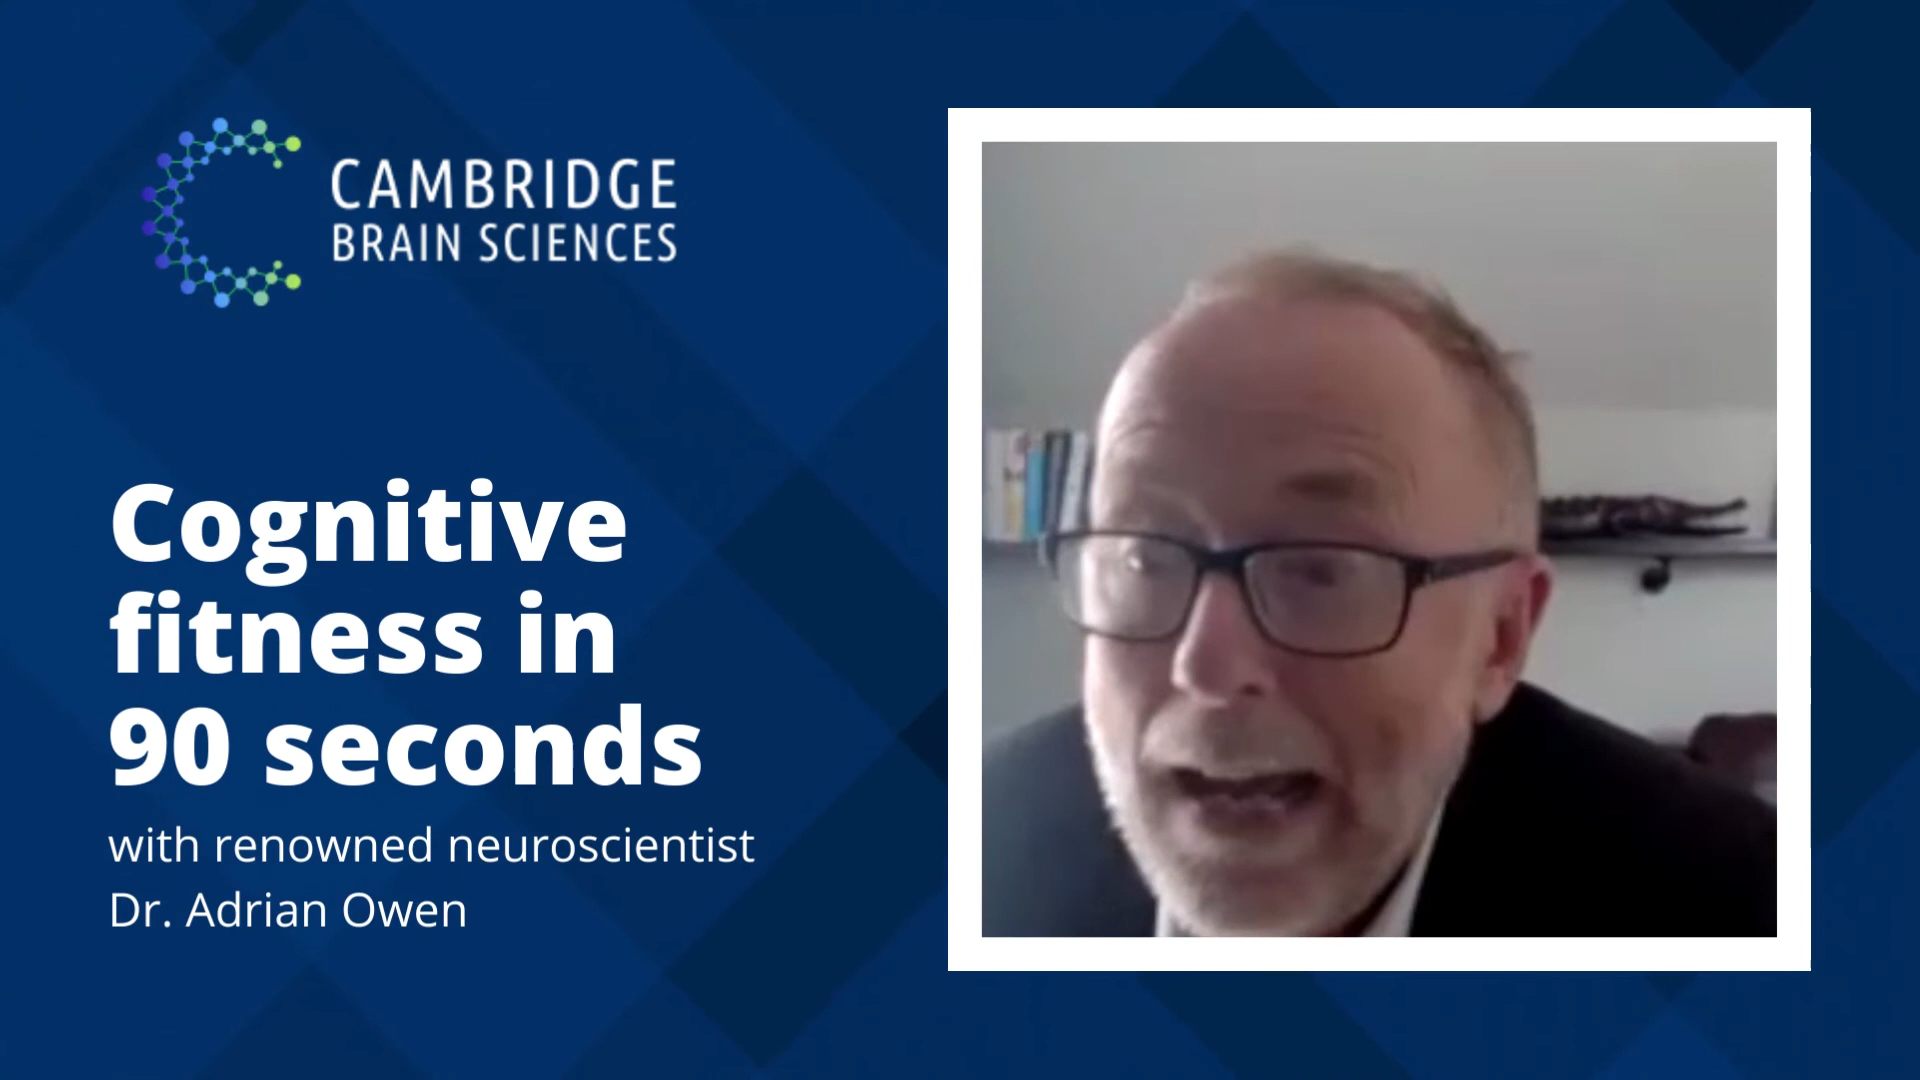 CAMBRIDGE
BRAIN SCIENCES
Cognitive
fitness in
90 seconds
with renowned neuroscientist
Dr. Adrian Owen